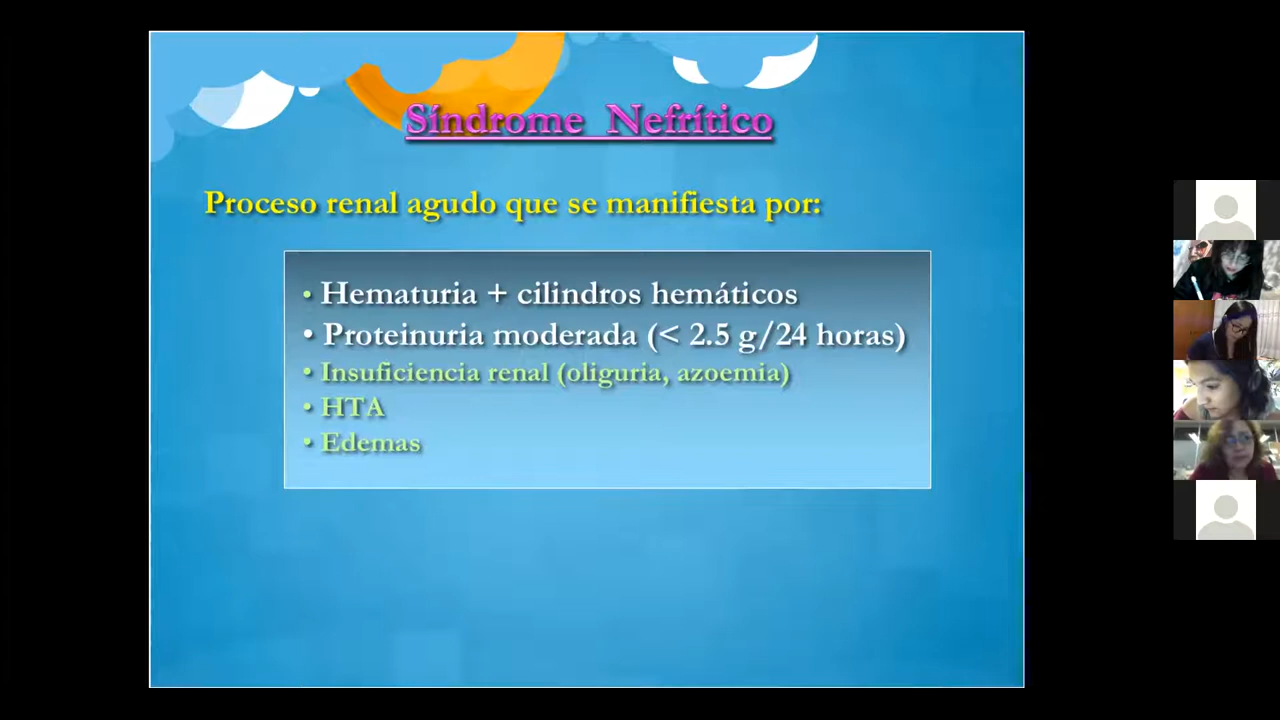 Síndrome Nefrítico
Proceso renal agudo que se manifiesta por:
• Hematuria + cilindros hemáticos
• Proteinuria moderada (< 2.5 g/24 horas)
• Insuficiencia renal (oliguria, azoemia)
• HTA
• Edemas